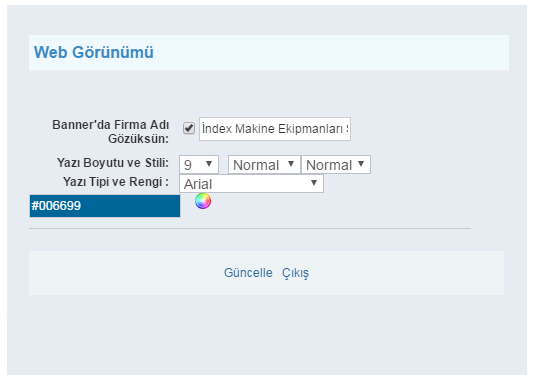 Web Görünümü
Banner'da Firma Adı
Gözüksün:
İndex Makine Ekipmanları
Yazı Boyutu ve Stili:
9
Normal
Normal
Yazı Tipi ve Rengi :
Arial
#006699
Güncelle Çıkış